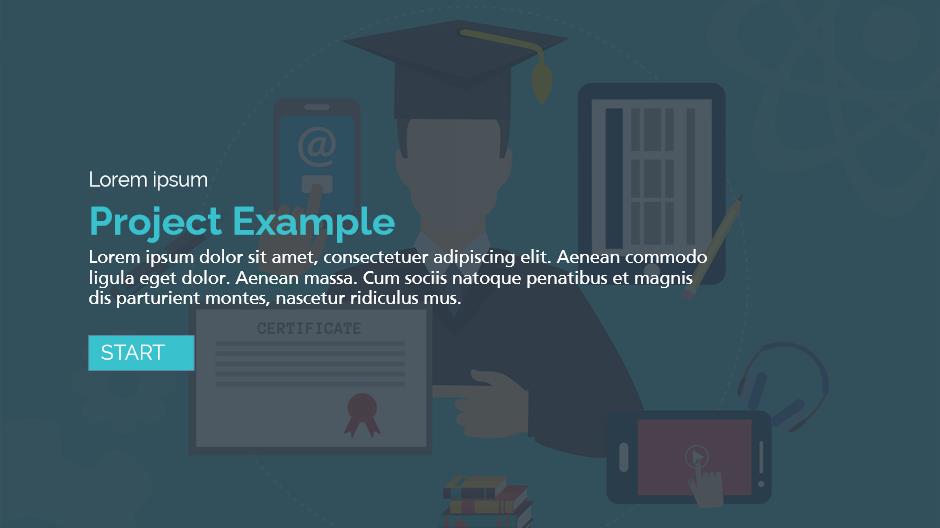 Lorem ipsum
Project Example
Lorem ipsum dolor sit amet, consectetuer adipiscing elit. Aenean commodo
ligula eget dolor. Aenean massa. Cum sociis natoque penatibus et magnis
dis parturient montes, nascetur ridiculus mus.
START
@
CERTIFICATE